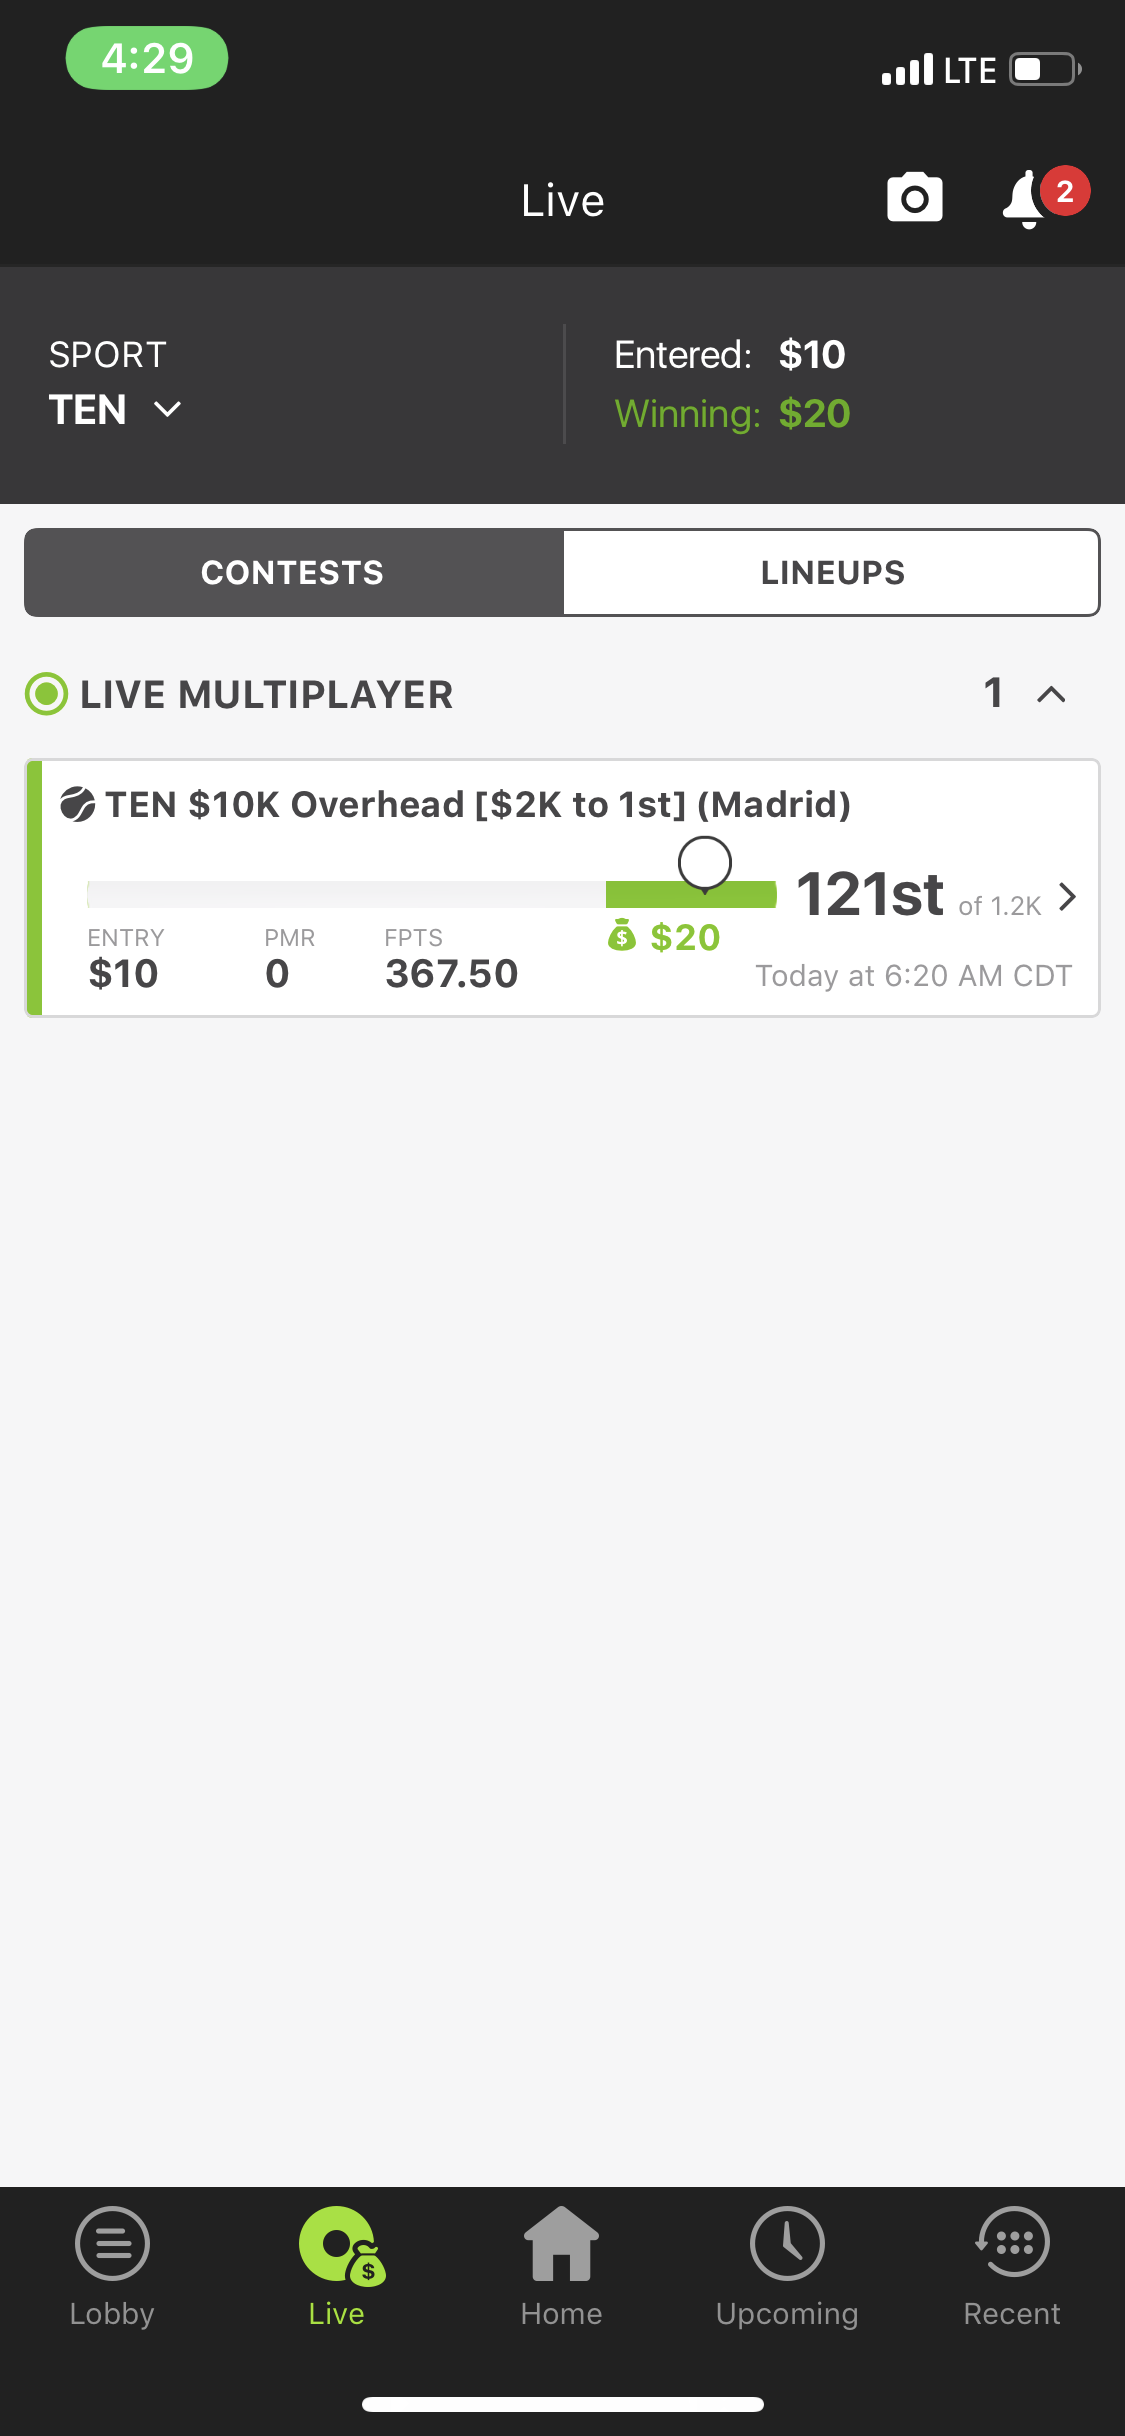 4:29
LTE
Live
2
SPORT
TEN
Entered: $10
Winning: $20
CONTESTS
LINEUPS
LIVE MULTIPLAYER
1
TEN $10K Overhead [$2K to 1st] (Madrid)
121st of 1.2K
ENTRY
PMR
FPTS
$ $20
$10
0
367.50
Today at 6:20 AM CDT
$
Lobby
Live
Home
Upcoming
Recent